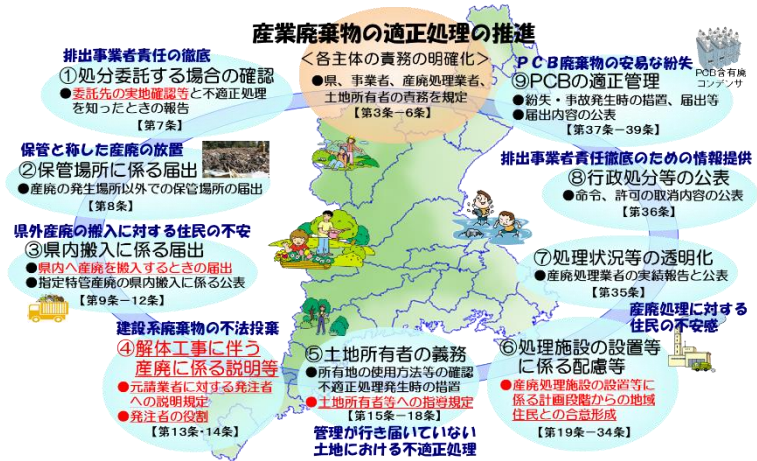 産業廃棄物の適正処理の推進
＜各主体の責務の明確化＞
●県、事業者、産廃処理業者、
土地所有者の責務を規定
【第3条－6条】
排出事業者責任の徹底
①処分委託する場合の確認
●委託先の実地確認等と不適正処理
を知ったときの報告
【第7条】
保管と称した産廃の放置
②保管場所に係る届出
●産廃の発生場所以外での保管場所の届出
【第8条】
県外産廃の搬入に対する住民の不安
③県内搬入に係る届出
●県内へ産廃を搬入するときの届出
●指定特管産廃の県内搬入に係る公表
【第9条－12条】
建設系廃棄物の不法投棄
④解体工事に伴う
産廃に係る説明等
●元請業者に対する発注者
への説明規定
●発注者の役割
【第13条・14条】
⑤土地所有者の義務
●所有地の使用方法等の確認
不適正処理発生時の措置
●土地所有者等への指導規定
【第15条－18条】
管理が行き届いていない
土地における不適正処理
産廃処理に対する
住民の不安感
⑥処理施設の設置等
に係る配慮等
●産廃処理施設の設置等に
係る計画段階からの地域
住民との合意形成
【第19条－34条】
⑦処理状況等の透明化
●産廃処理業者の実績報告と公表
【第35条】
排出事業者責任徹底のための情報提供
⑧行政処分等の公表
●命令、許可の取消内容の公表
【第36条】
ＰＣＢ廃棄物の安易な紛失
⑨PCBの適正管理
●紛失・事故発生時の措置、届出等
●届出内容の公表
【第37条－39条】
PCB含有廃
コンデンサ